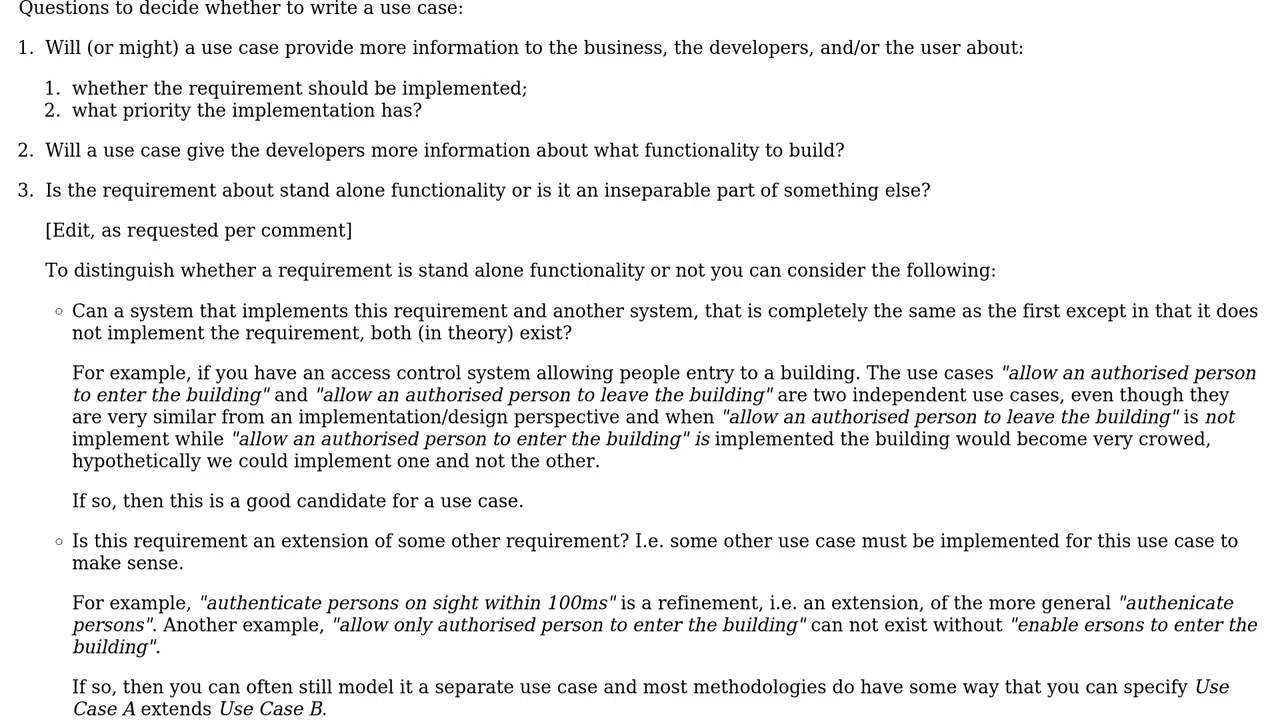 Questions to decide whether to write a use case:
1. Will (or might) a use case provide more information to the business, the developers, and/or the user about:
1. whether the requirement should be implemented;
2. what priority the implementation has?
2. Will a use case give the developers more information about what functionality to build?
3. Is the requirement about stand alone functionality or is it an inseparable part of something else?
[Edit, as requested per comment]
To distinguish whether a requirement is stand alone functionality or not you can consider the following:
◦ Can a system that implements this requirement and another system, that is completely the same as the first except in that it does
not implement the requirement, both (in theory) exist?
For example, if you have an access control system allowing people entry to a building. The use cases "allow an authorised person
to enter the building" and "allow an authorised person to leave the building" are two independent use cases, even though they
are very similar from an implementation/design perspective and when "allow an authorised person to leave the building" is not
implement while "allow an authorised person to enter the building" is implemented the building would become very crowed,
hypothetically we could implement one and not the other.
If so, then this is a good candidate for a use case.
◦ Is this requirement an extension of some other requirement? I.e. some other use case must be implemented for this use case to
make sense.
For example, "authenticate persons on sight within 100ms" is a refinement, i.e. an extension, of the more general "authenicate
persons". Another example, "allow only authorised person to enter the building" can not exist without "enable ersons to enter the
building".
If so, then you can often still model it a separate use case and most methodologies do have some way that you can specify Use
Case A extends Use Case B.